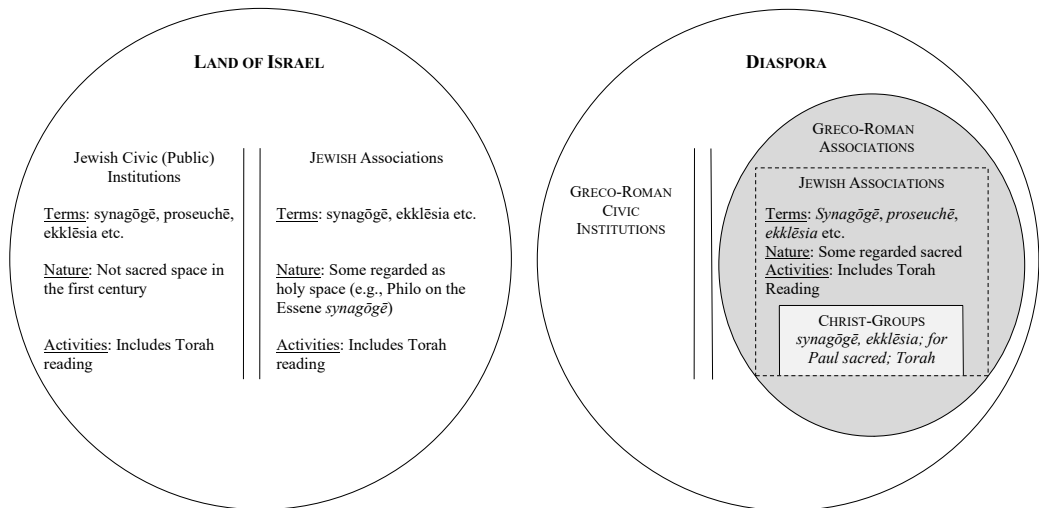 LAND OF ISRAEL
Jewish Civic (Public)
Institutions
Terms: synagōgē, proseuchē,
ekklēsia etc.
Nature: Not sacred space in
the first century
Activities: Includes Torah
reading
JEWISH Associations
Terms: synagōgē, ekklēsia etc.
Nature: Some regarded as
holy space (e.g., Philo on the
Essene synagōgē)
Activities: Includes Torah
reading
DIASPORA
GRECO-ROMAN
CIVIC
INSTITUTIONS
GRECO-ROMAN
ASSOCIATIONS
JEWISH ASSOCIATIONS
Terms: Synagōgē, proseuchē,
ekklēsia etc.
Nature: Some regarded sacred
Activities: Includes Torah
Reading
CHRIST-GROUPS
synagōgē, ekklēsia; for
Paul sacred; Torah